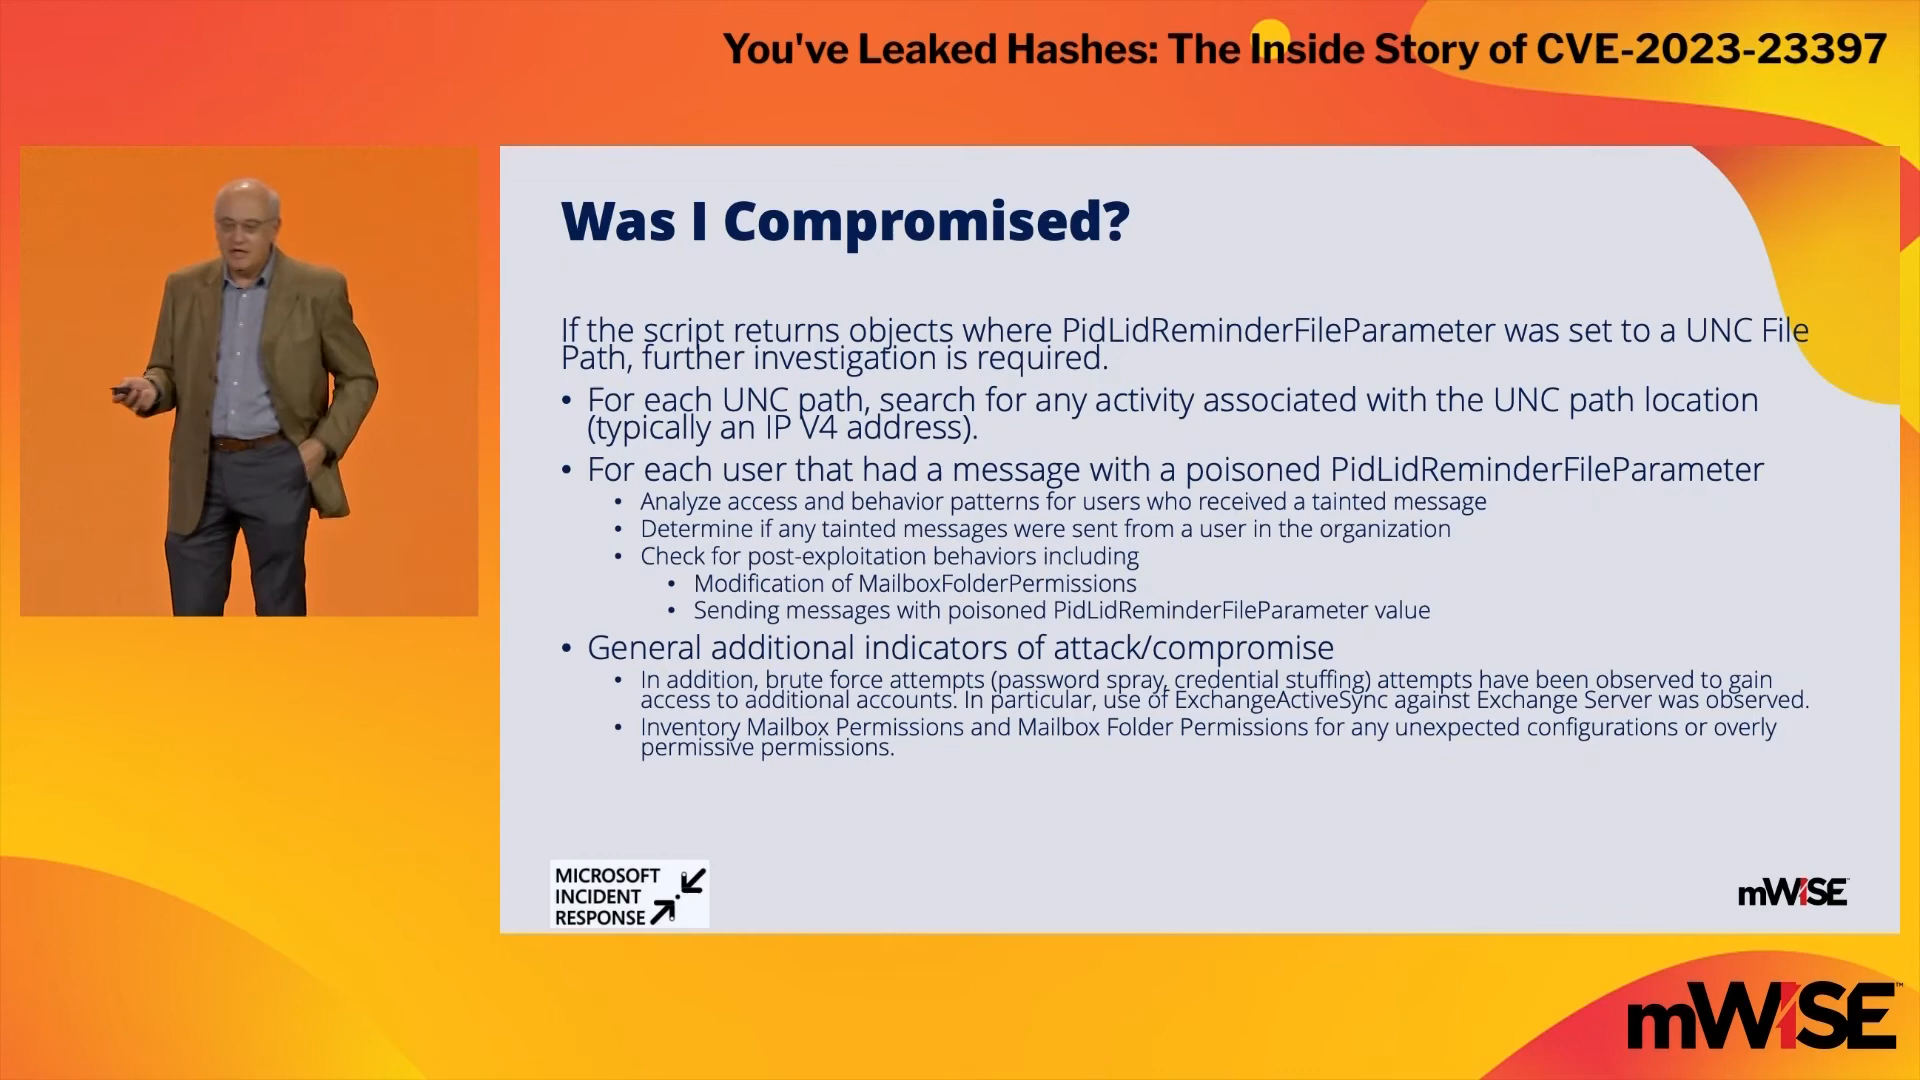 You've Leaked Hashes: The Inside Story of CVE-2023-23397
Was I Compromised?
If the script returns objects where PidLidReminderFileParameter was set to a UNC File
Path, further investigation is required.
• For each UNC path, search for any activity associated with the UNC path location
(typically an IP V4 address).
• For each user that had a message with a poisoned PidLidReminderFileParameter
• Analyze access and behavior patterns for users who received a tainted message
• Determine if any tainted messages were sent from a user in the organization
• Check for post-exploitation behaviors including
• Modification of MailboxFolderPermissions
• Sending messages with poisoned PidLidReminderFileParameter value
• General additional indicators of attack/compromise
• In addition, brute force attempts (password spray, credential stuffing) attempts have been observed to gain
access to additional accounts. In particular, use of ExchangeActiveSync against Exchange Server was observed.
• Inventory Mailbox Permissions and Mailbox Folder Permissions for any unexpected configurations or overly
permissive permissions.
MICROSOFT
INCIDENT
RESPONSE
mWISE
mWISE™